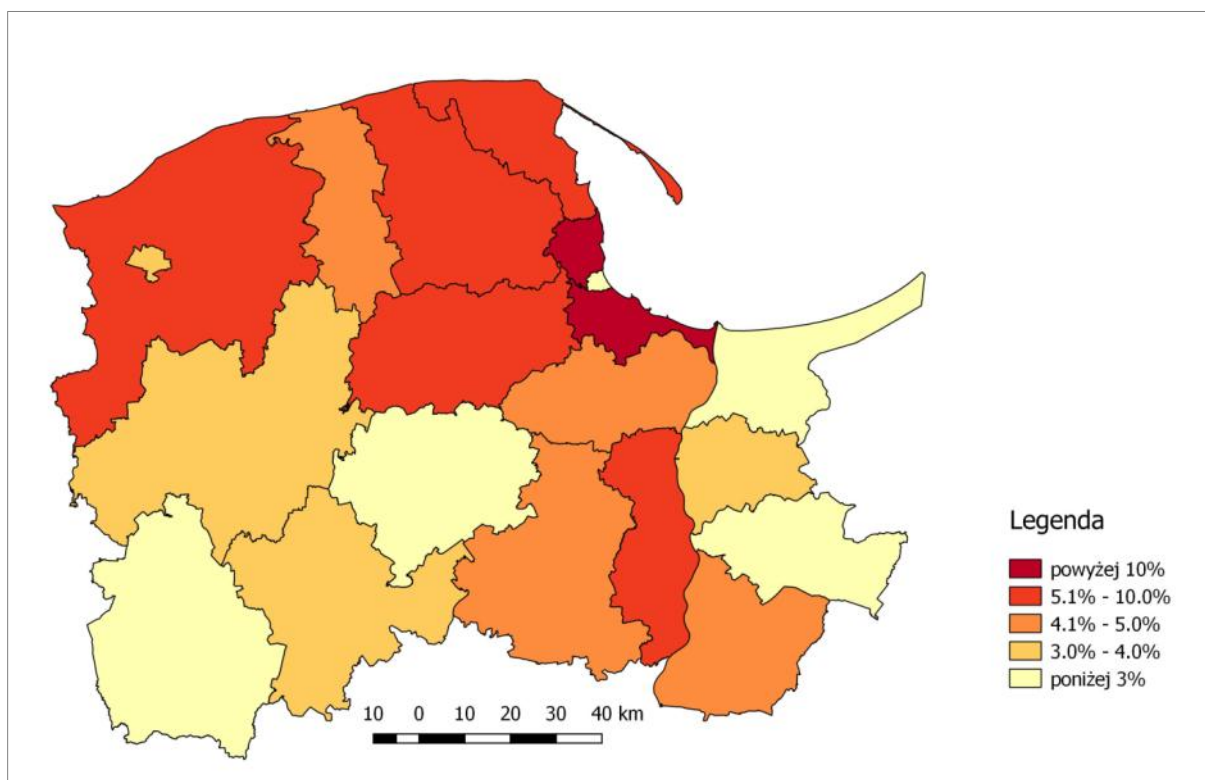 Legenda
powyżej 10%
5.1% - 10.0%
4.1% - 5.0%
3.0% - 4.0%
poniżej 3%
10 0 10 20 30 40 km